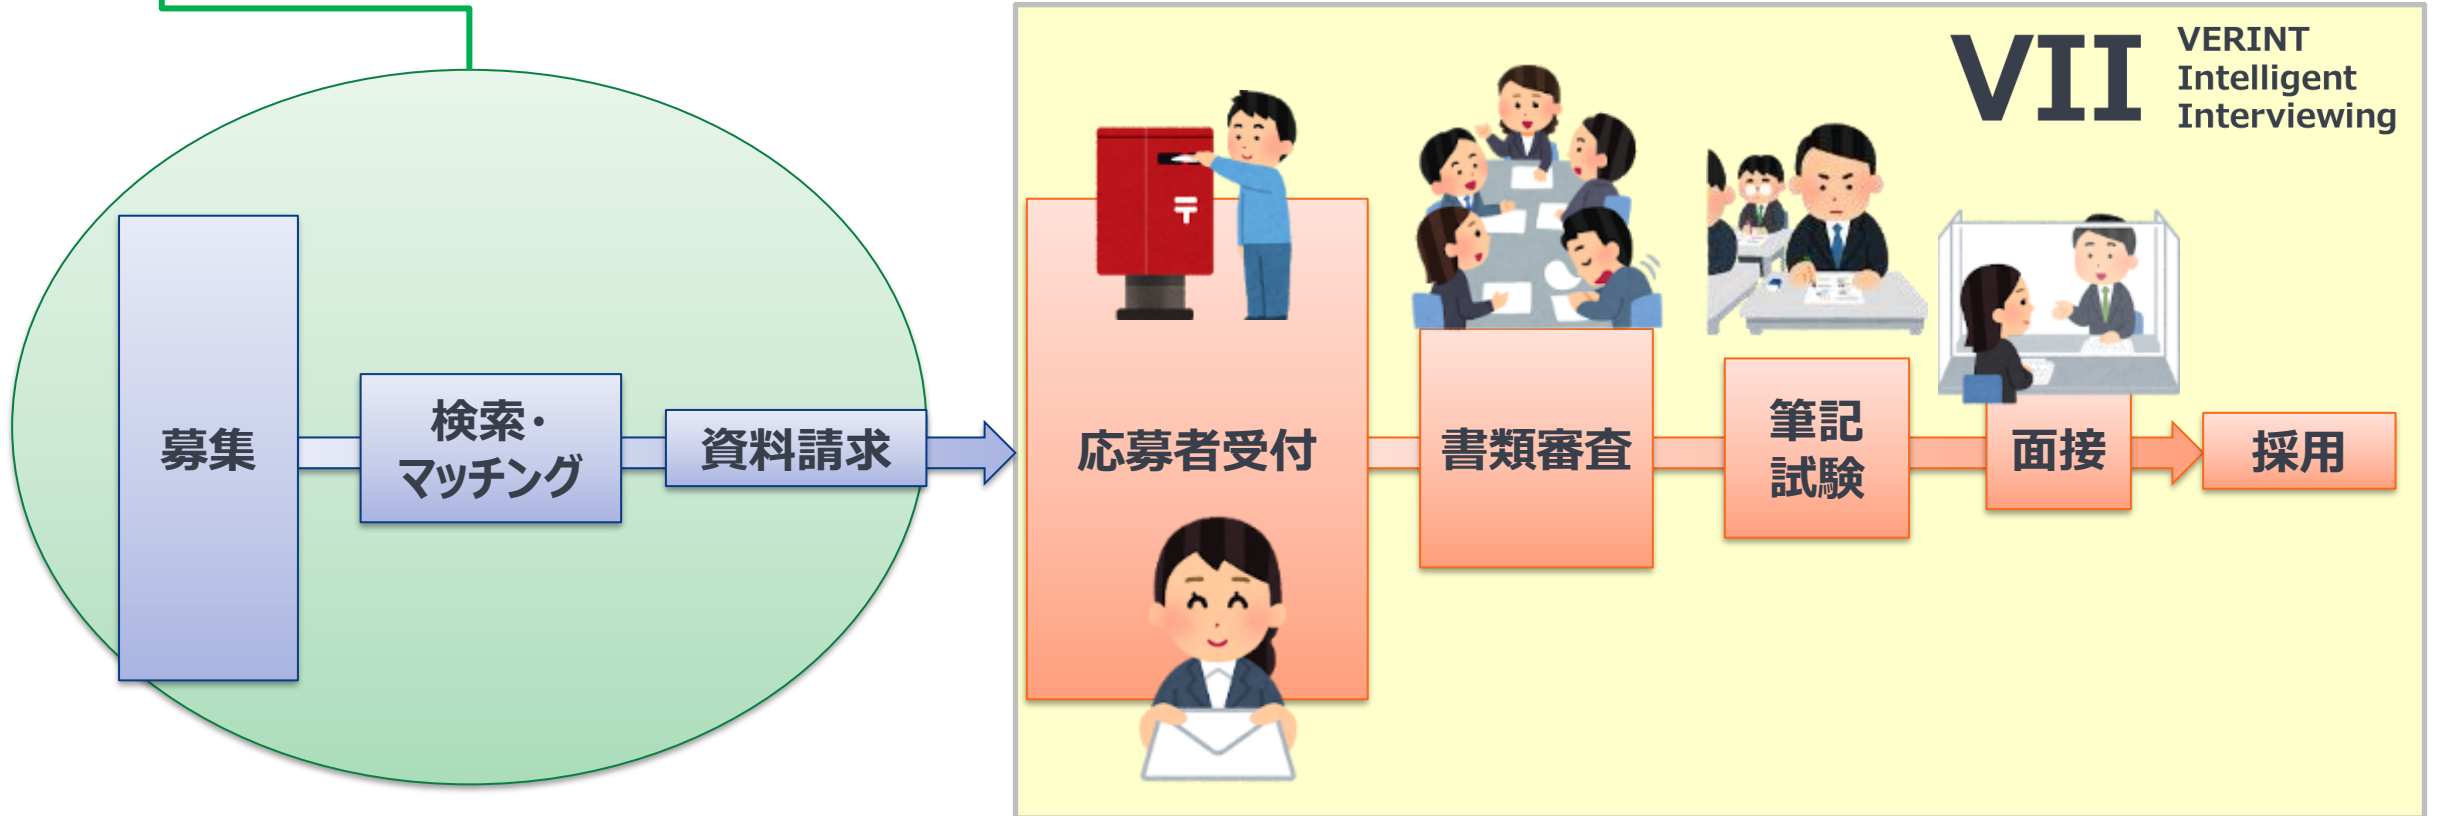 VII
VERINT
Intelligent
Interviewing
募集
検索・
マッチング
資料請求
応募者受付
書類審査
筆記
試験
面接
採用